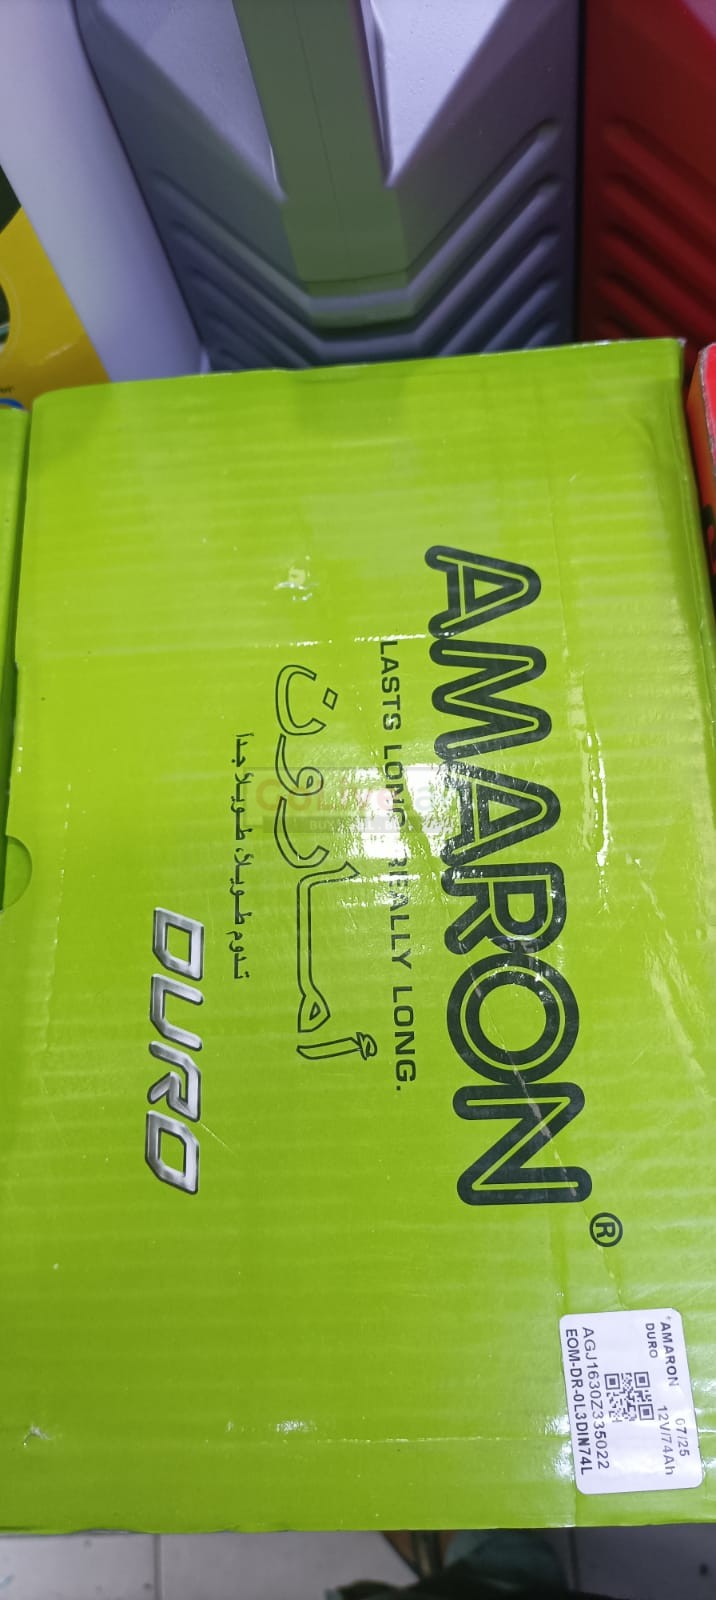 AMARON®
LASTS LONG, REALLY LONG.
أمارون
تدوم طويلا، طويلا جدا
DURO
AMARON 07/25
DURO 12V/74Ah
AGJ1630Z335022
EOM-DR-0L3DIN74L